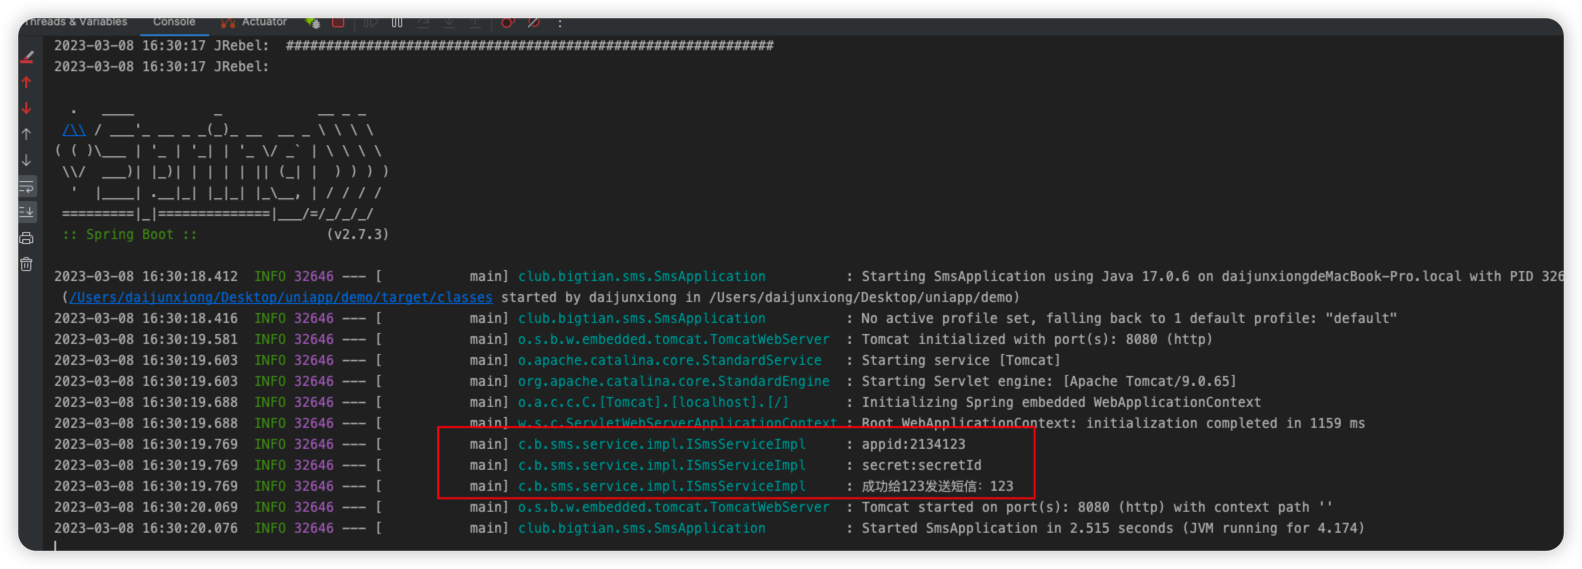 Threads & Variables Console Actuator
2023-03-08 16:30:17 JRebel: #############################################################
2023-03-08 16:30:17 JRebel:
  .   ____          _            __ _ _
 /\\ / ___'_ __ _ _(_)_ __  __ _ \ \ \ \
( ( )\___ | '_ | '_| | '_ \/ _` | \ \ \ \
 \\/  ___)| |_)| | | | | || (_| |  ) ) ) )
  '  |____| .__|_| |_|_| |_\__, | / / / /
 =========|_|==============|___/=/_/_/_/
 :: Spring Boot ::                (v2.7.3)
2023-03-08 16:30:18.412  INFO 32646 --- [           main] club.bigtian.sms.SmsApplication          : Starting SmsApplication using Java 17.0.6 on daijunxiongdeMacBook-Pro.local with PID 326
 (/Users/daijunxiong/Desktop/uniapp/demo/target/classes started by daijunxiong in /Users/daijunxiong/Desktop/uniapp/demo)
2023-03-08 16:30:18.416  INFO 32646 --- [           main] club.bigtian.sms.SmsApplication          : No active profile set, falling back to 1 default profile: "default"
2023-03-08 16:30:19.581  INFO 32646 --- [           main] o.s.b.w.embedded.tomcat.TomcatWebServer  : Tomcat initialized with port(s): 8080 (http)
2023-03-08 16:30:19.603  INFO 32646 --- [           main] o.apache.catalina.core.StandardService   : Starting service [Tomcat]
2023-03-08 16:30:19.603  INFO 32646 --- [           main] org.apache.catalina.core.StandardEngine  : Starting Servlet engine: [Apache Tomcat/9.0.65]
2023-03-08 16:30:19.688  INFO 32646 --- [           main] o.a.c.c.C.[Tomcat].[localhost].[/]       : Initializing Spring embedded WebApplicationContext
2023-03-08 16:30:19.688  INFO 32646 --- [           main] w.s.c.ServletWebServerApplicationContext : Root WebApplicationContext: initialization completed in 1159 ms
2023-03-08 16:30:19.769  INFO 32646 --- [           main] c.b.sms.service.impl.ISmsServiceImpl     : appid:2134123
2023-03-08 16:30:19.769  INFO 32646 --- [           main] c.b.sms.service.impl.ISmsServiceImpl     : secret:secretId
2023-03-08 16:30:19.769  INFO 32646 --- [           main] c.b.sms.service.impl.ISmsServiceImpl     : 成功给123发送短信：123
2023-03-08 16:30:20.069  INFO 32646 --- [           main] o.s.b.w.embedded.tomcat.TomcatWebServer  : Tomcat started on port(s): 8080 (http) with context path ''
2023-03-08 16:30:20.076  INFO 32646 --- [           main] club.bigtian.sms.SmsApplication          : Started SmsApplication in 2.515 seconds (JVM running for 4.174)